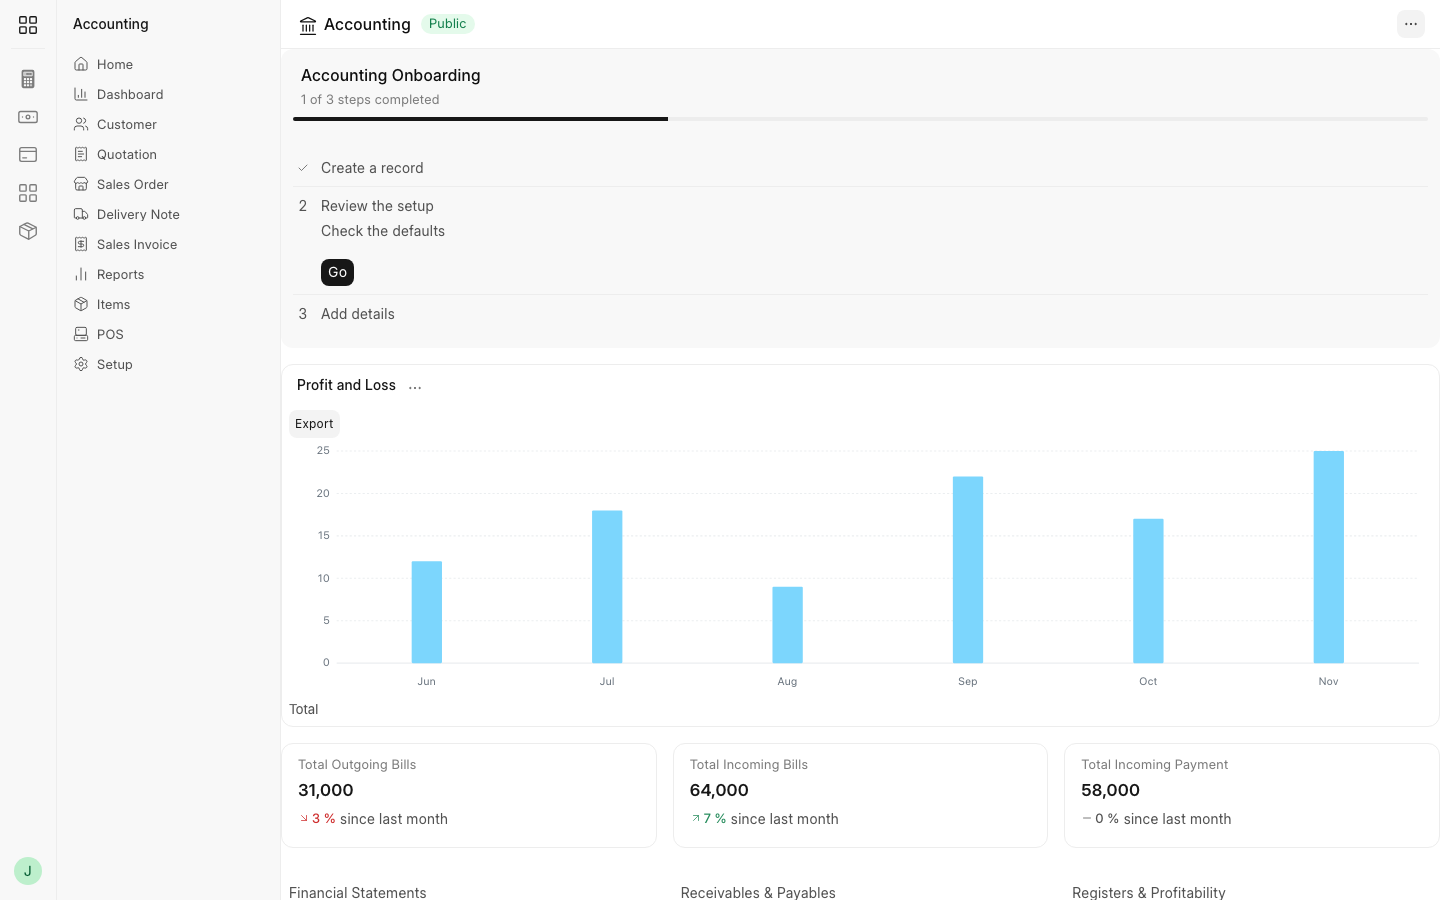 Accounting
Home
Dashboard
Customer
Quotation
Sales Order
Delivery Note
Sales Invoice
Reports
Items
POS
Setup
J
Accounting Public
Accounting Onboarding
1 of 3 steps completed
Create a record
2 Review the setup
Check the defaults
Go
3 Add details
Profit and Loss ...
Export
25
20
15
10
5
0
Jun Jul Aug Sep Oct Nov
Total
Total Outgoing Bills
31,000
3 % since last month
Total Incoming Bills
64,000
7 % since last month
Total Incoming Payment
58,000
0 % since last month
Financial Statements
Receivables & Payables
Registers & Profitability